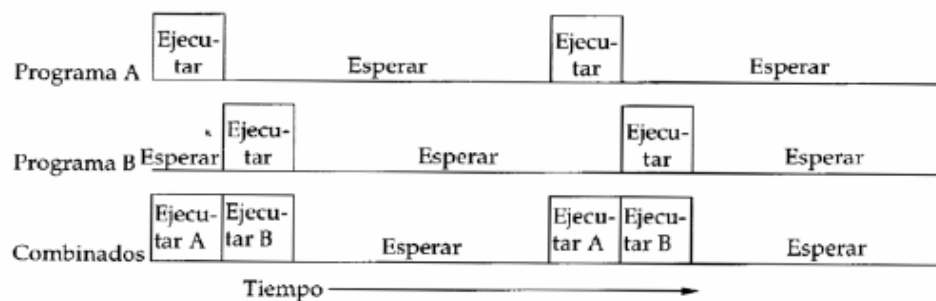 Ejecu-
tar
Ejecu-
tar
Programa A
Esperar
Esperar
Ejecu-
tar
Ejecu-
tar
Programa B
Esperar
Esperar
Esperar
Ejecu-
tar A
Ejecu-
tar B
Ejecu-
tar A
Ejecu-
tar B
Combinados
Esperar
Esperar
Tiempo